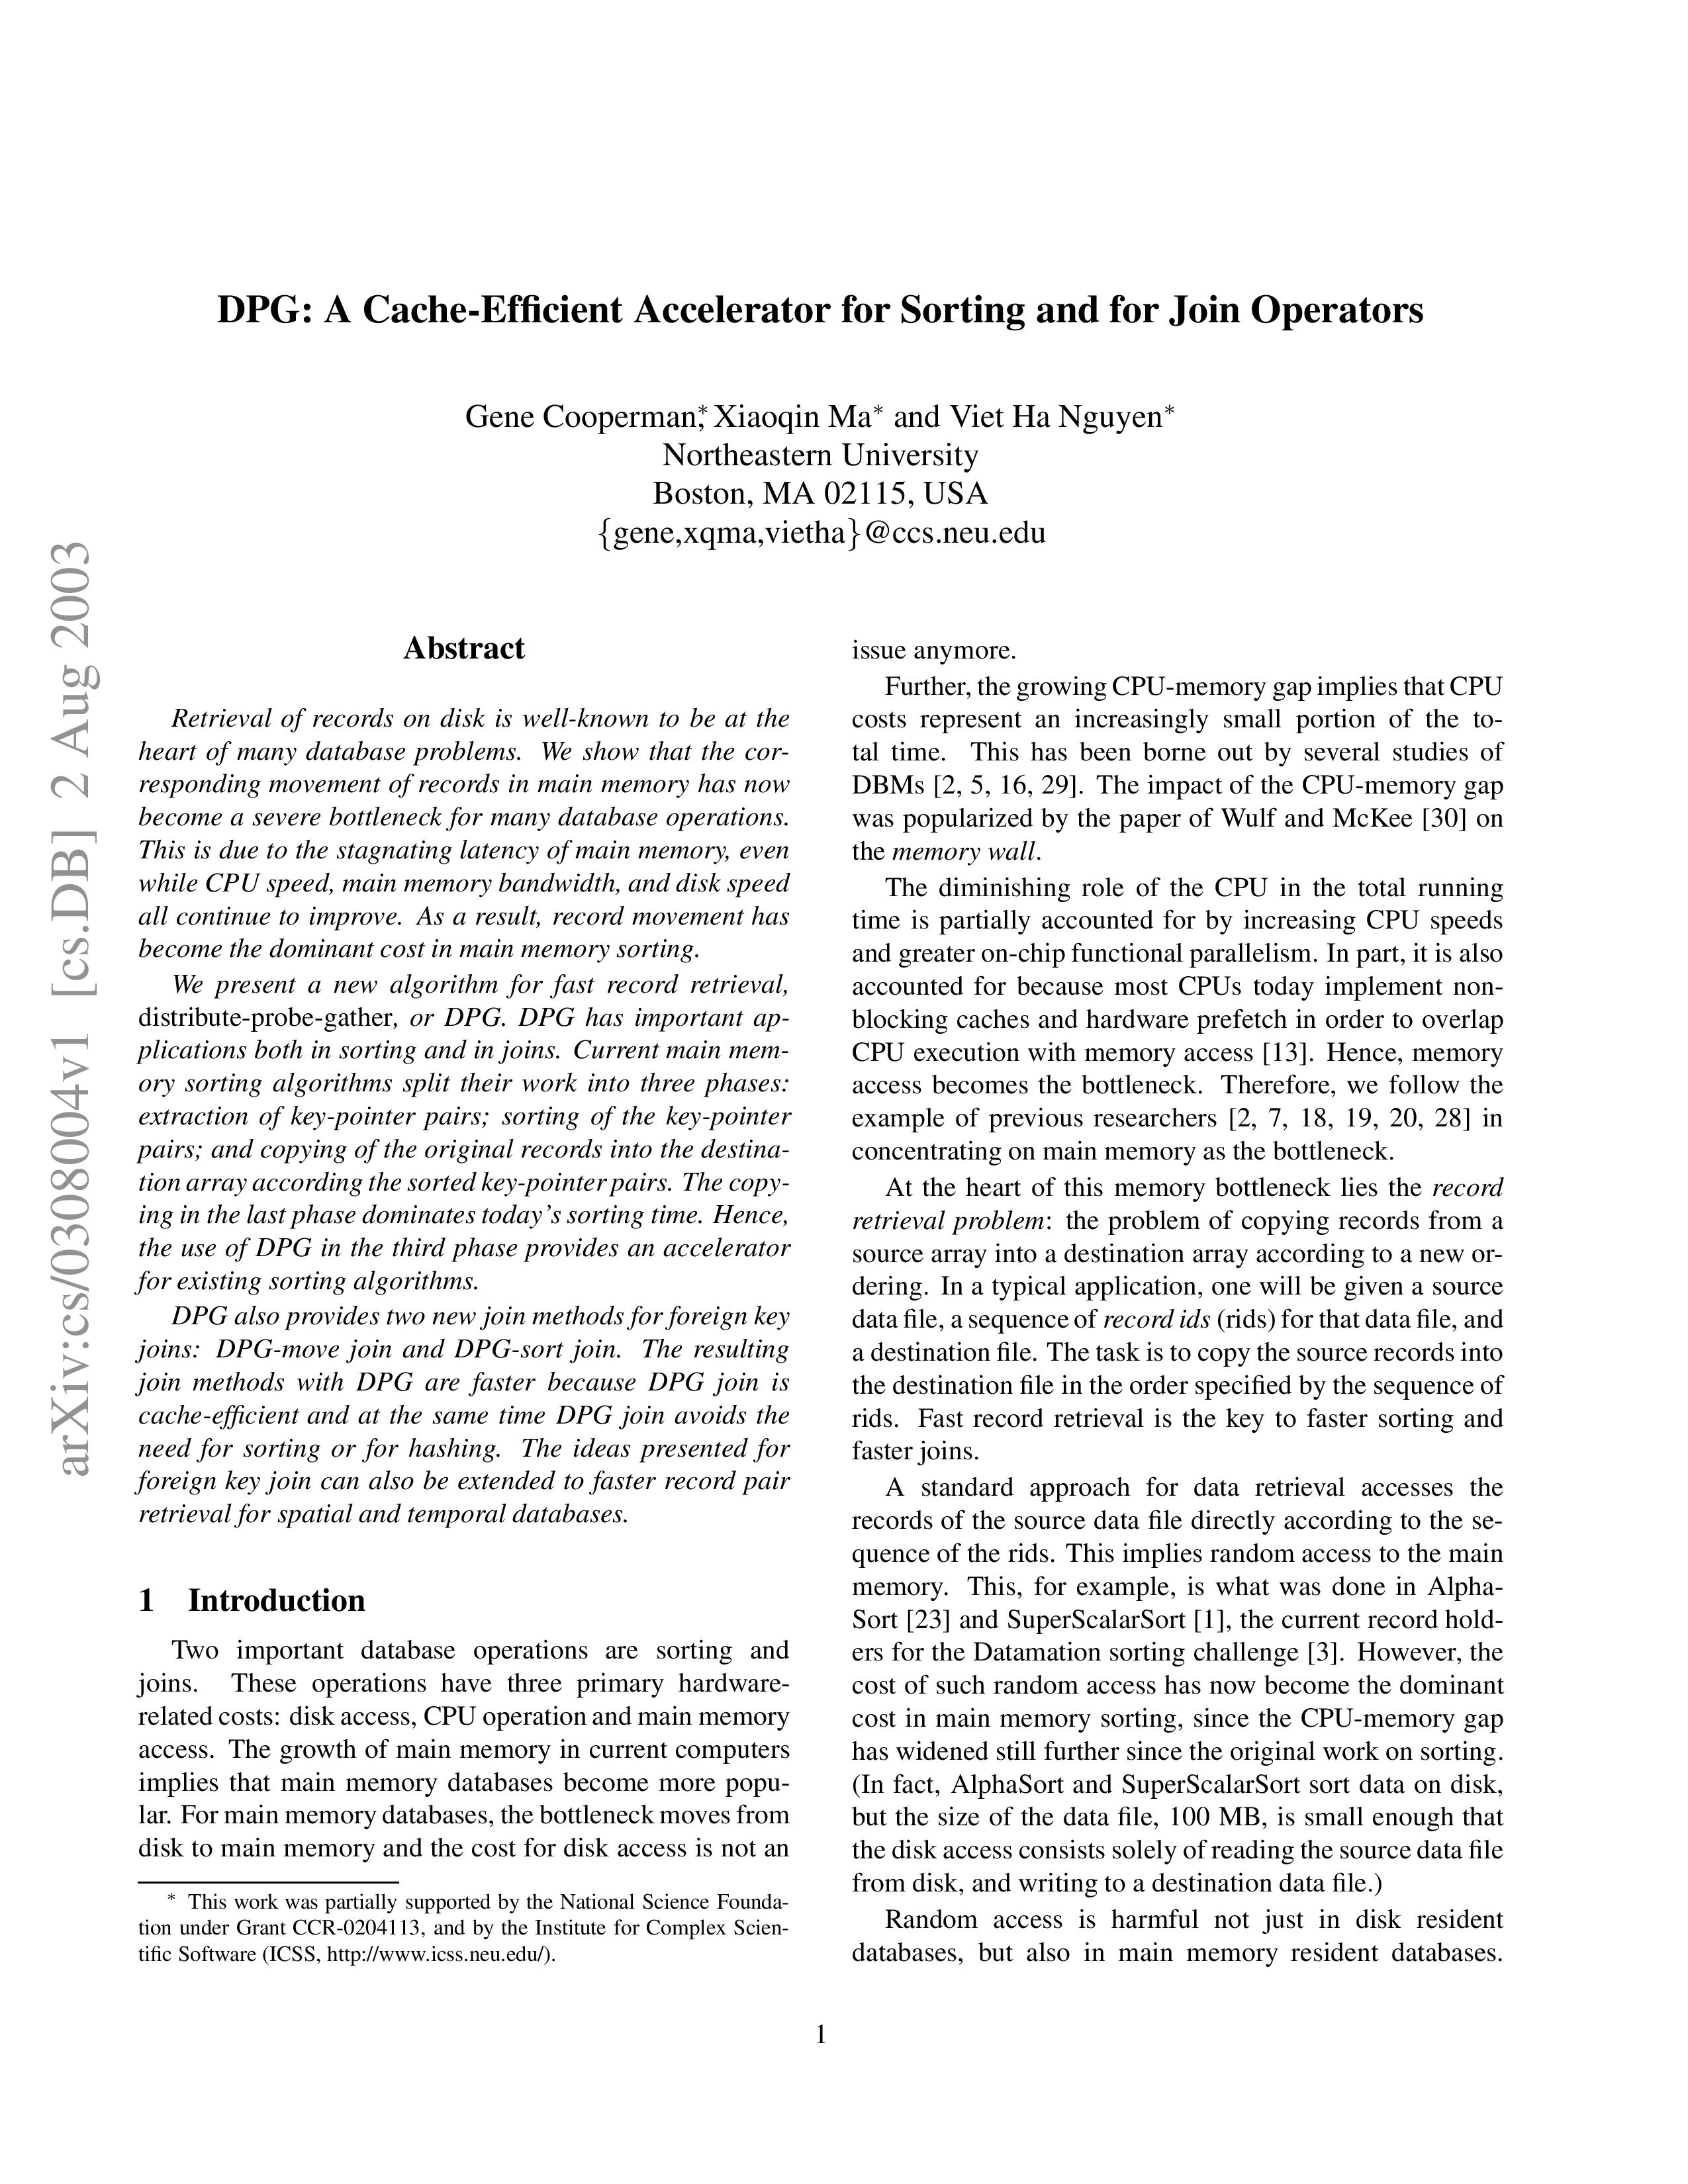 DPG: A Cache-Efficient Accelerator for Sorting and for Join Operators
Gene Cooperman,* Xiaoqin Ma* and Viet Ha Nguyen*
Northeastern University
Boston, MA 02115, USA
{gene,xqma,vietha}@ccs.neu.edu
arXiv:cs/0308004v1 [cs.DB] 2 Aug 2003
Abstract
Retrieval of records on disk is well-known to be at the
heart of many database problems. We show that the cor-
responding movement of records in main memory has now
become a severe bottleneck for many database operations.
This is due to the stagnating latency of main memory, even
while CPU speed, main memory bandwidth, and disk speed
all continue to improve. As a result, record movement has
become the dominant cost in main memory sorting.
We present a new algorithm for fast record retrieval,
distribute-probe-gather, or DPG. DPG has important ap-
plications both in sorting and in joins. Current main mem-
ory sorting algorithms split their work into three phases:
extraction of key-pointer pairs; sorting of the key-pointer
pairs; and copying of the original records into the destina-
tion array according the sorted key-pointer pairs. The copy-
ing in the last phase dominates today's sorting time. Hence,
the use of DPG in the third phase provides an accelerator
for existing sorting algorithms.
DPG also provides two new join methods for foreign key
joins: DPG-move join and DPG-sort join. The resulting
join methods with DPG are faster because DPG join is
cache-efficient and at the same time DPG join avoids the
need for sorting or for hashing. The ideas presented for
foreign key join can also be extended to faster record pair
retrieval for spatial and temporal databases.
1 Introduction
Two important database operations are sorting and
joins. These operations have three primary hardware-
related costs: disk access, CPU operation and main memory
access. The growth of main memory in current computers
implies that main memory databases become more popu-
lar. For main memory databases, the bottleneck moves from
disk to main memory and the cost for disk access is not an
* This work was partially supported by the National Science Founda-
tion under Grant CCR-0204113, and by the Institute for Complex Scien-
tific Software (ICSS, http://www.icss.neu.edu/).
issue anymore.
Further, the growing CPU-memory gap implies that CPU
costs represent an increasingly small portion of the to-
tal time. This has been borne out by several studies of
DBMs [2, 5, 16, 29]. The impact of the CPU-memory gap
was popularized by the paper of Wulf and McKee [30] on
the memory wall.
The diminishing role of the CPU in the total running
time is partially accounted for by increasing CPU speeds
and greater on-chip functional parallelism. In part, it is also
accounted for because most CPUs today implement non-
blocking caches and hardware prefetch in order to overlap
CPU execution with memory access [13]. Hence, memory
access becomes the bottleneck. Therefore, we follow the
example of previous researchers [2, 7, 18, 19, 20, 28] in
concentrating on main memory as the bottleneck.
At the heart of this memory bottleneck lies the record
retrieval problem: the problem of copying records from a
source array into a destination array according to a new or-
dering. In a typical application, one will be given a source
data file, a sequence of record ids (rids) for that data file, and
a destination file. The task is to copy the source records into
the destination file in the order specified by the sequence of
rids. Fast record retrieval is the key to faster sorting and
faster joins.
A standard approach for data retrieval accesses the
records of the source data file directly according to the se-
quence of the rids. This implies random access to the main
memory. This, for example, is what was done in Alpha-
Sort [23] and SuperScalarSort [1], the current record hold-
ers for the Datamation sorting challenge [3]. However, the
cost of such random access has now become the dominant
cost in main memory sorting, since the CPU-memory gap
has widened still further since the original work on sorting.
(In fact, AlphaSort and SuperScalarSort sort data on disk,
but the size of the data file, 100 MB, is small enough that
the disk access consists solely of reading the source data file
from disk, and writing to a destination data file.)
Random access is harmful not just in disk resident
databases, but also in main memory resident databases.
1